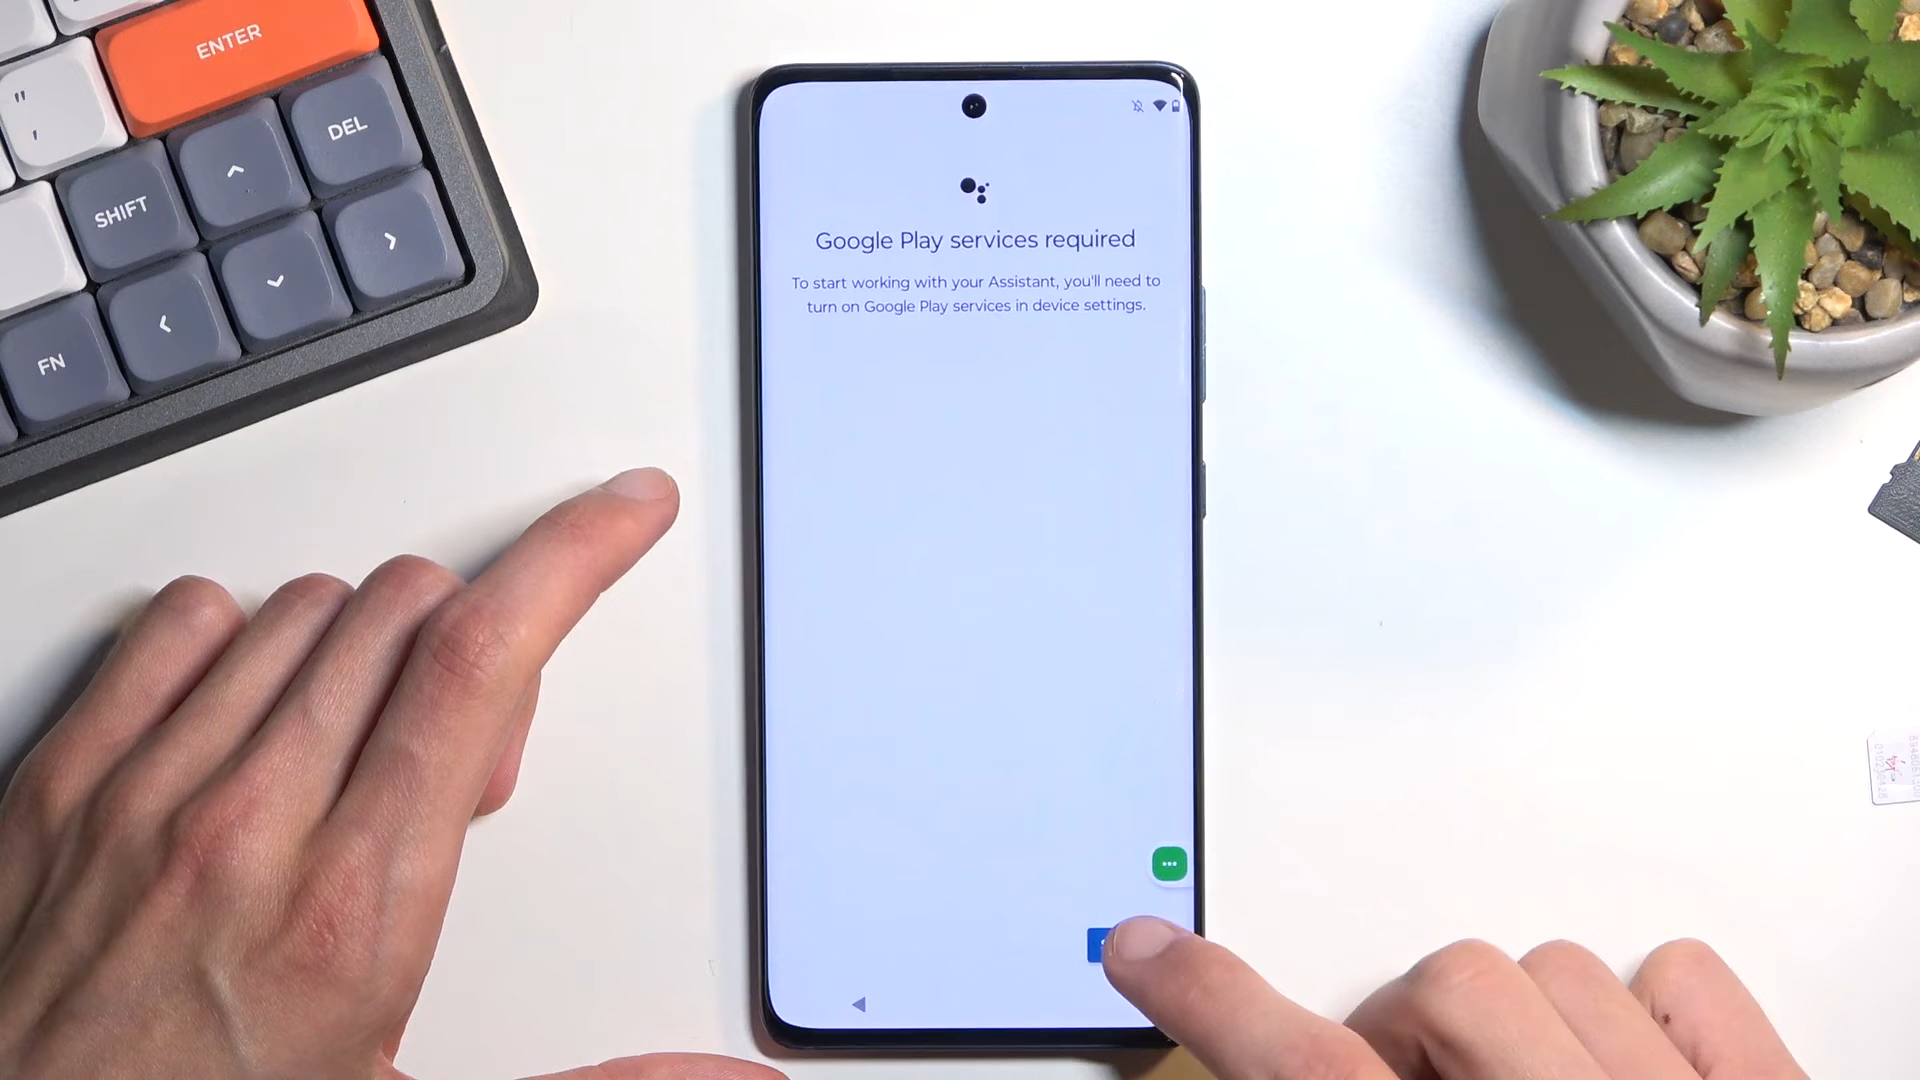 ENTER
"
,
DEL
SHIFT
FN
Google Play services required
To start working with your Assistant, you'll need to
turn on Google Play services in device settings.